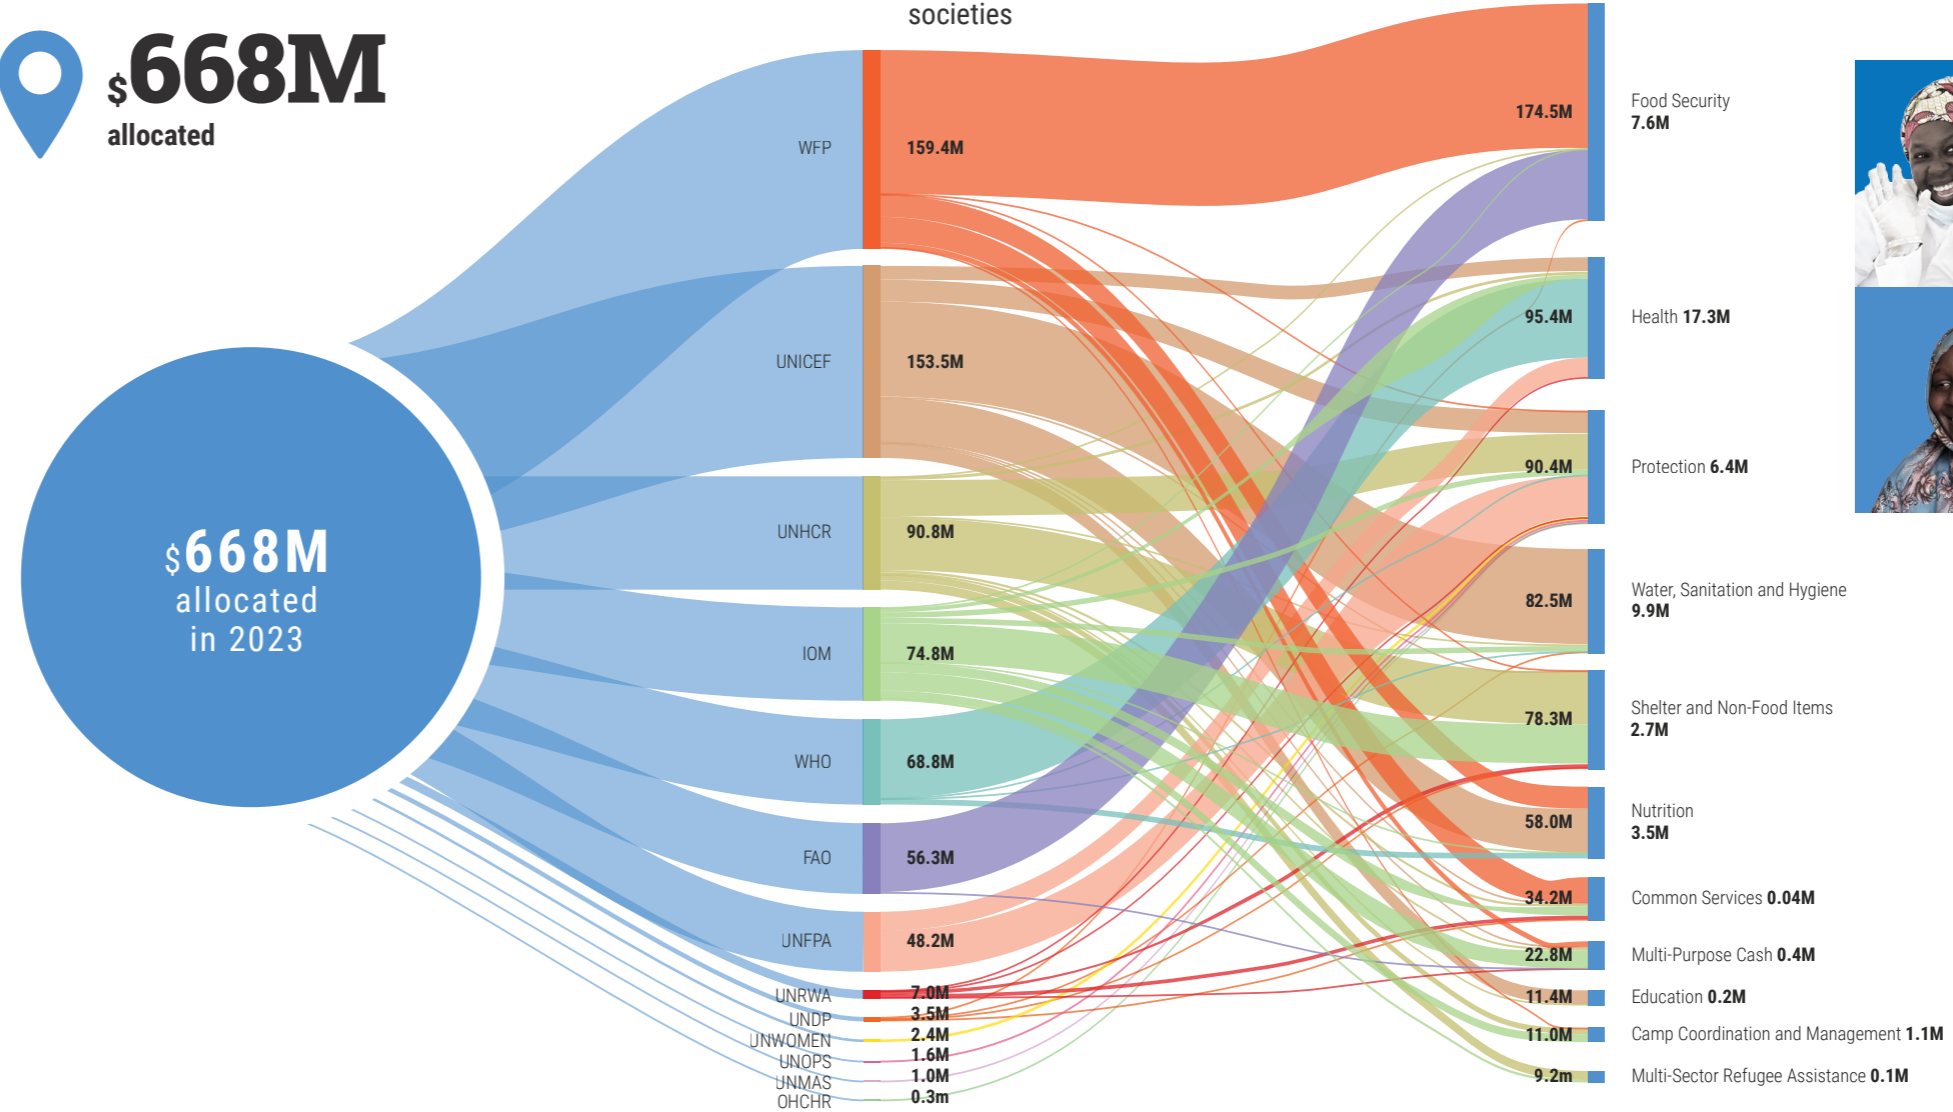 societies
$668M
allocated
$668M
allocated
in 2023
WFP
159.4M
UNICEF
153.5M
UNHCR
90.8M
IOM
74.8M
WHO
68.8M
FAO
56.3M
UNFPA
48.2M
UNRWA
7.0M
UNDP
3.5M
UNWOMEN
2.4M
UNOPS
1.6M
UNMAS
1.0M
OHCHR
0.3m
174.5M
Food Security
7.6M
95.4M
Health 17.3M
90.4M
Protection 6.4M
82.5M
Water, Sanitation and Hygiene
9.9M
78.3M
Shelter and Non-Food Items
2.7M
58.0M
Nutrition
3.5M
34.2M
Common Services 0.04M
22.8M
Multi-Purpose Cash 0.4M
11.4M
Education 0.2M
11.0M
Camp Coordination and Management 1.1M
9.2m
Multi-Sector Refugee Assistance 0.1M